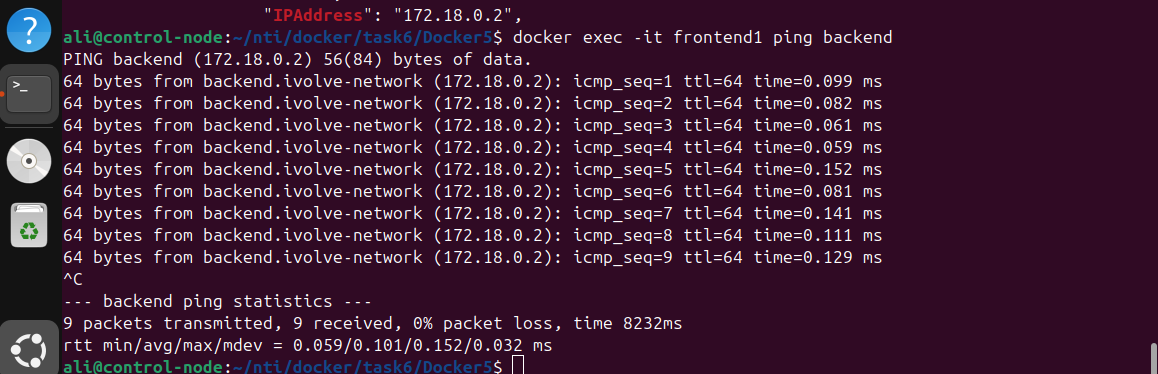 "IPAddress": "172.18.0.2",
ali@control-node:~/nti/docker/task6/Docker5$ docker exec -it frontend1 ping backend
PING backend (172.18.0.2) 56(84) bytes of data.
64 bytes from backend.ivolve-network (172.18.0.2): icmp_seq=1 ttl=64 time=0.099 ms
64 bytes from backend.ivolve-network (172.18.0.2): icmp_seq=2 ttl=64 time=0.082 ms
64 bytes from backend.ivolve-network (172.18.0.2): icmp_seq=3 ttl=64 time=0.061 ms
64 bytes from backend.ivolve-network (172.18.0.2): icmp_seq=4 ttl=64 time=0.059 ms
64 bytes from backend.ivolve-network (172.18.0.2): icmp_seq=5 ttl=64 time=0.152 ms
64 bytes from backend.ivolve-network (172.18.0.2): icmp_seq=6 ttl=64 time=0.081 ms
64 bytes from backend.ivolve-network (172.18.0.2): icmp_seq=7 ttl=64 time=0.141 ms
64 bytes from backend.ivolve-network (172.18.0.2): icmp_seq=8 ttl=64 time=0.111 ms
64 bytes from backend.ivolve-network (172.18.0.2): icmp_seq=9 ttl=64 time=0.129 ms
^C
--- backend ping statistics ---
9 packets transmitted, 9 received, 0% packet loss, time 8232ms
rtt min/avg/max/mdev = 0.059/0.101/0.152/0.032 ms
ali@control-node:~/nti/docker/task6/Docker5$